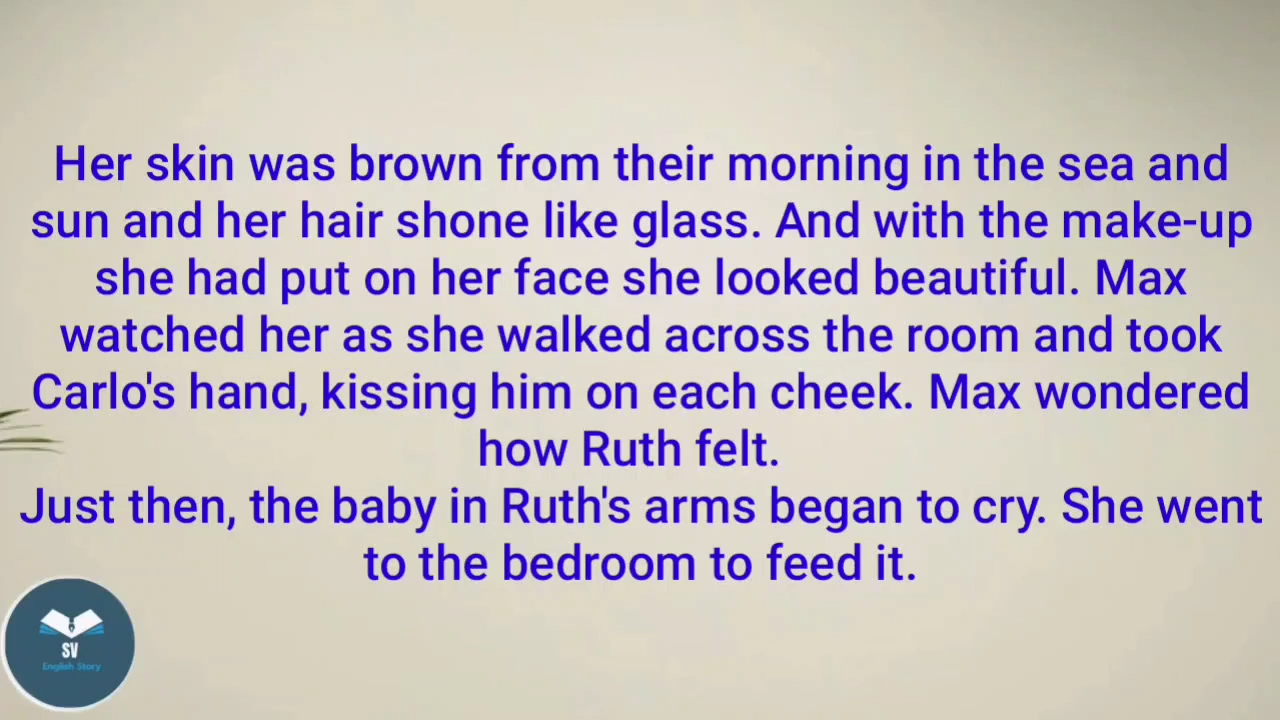 Her skin was brown from their morning in the sea and
sun and her hair shone like glass. And with the make-up
she had put on her face she looked beautiful. Max
watched her as she walked across the room and took
Carlo's hand, kissing him on each cheek. Max wondered
how Ruth felt.
Just then, the baby in Ruth's arms began to cry. She went
to the bedroom to feed it.
SV
English Story